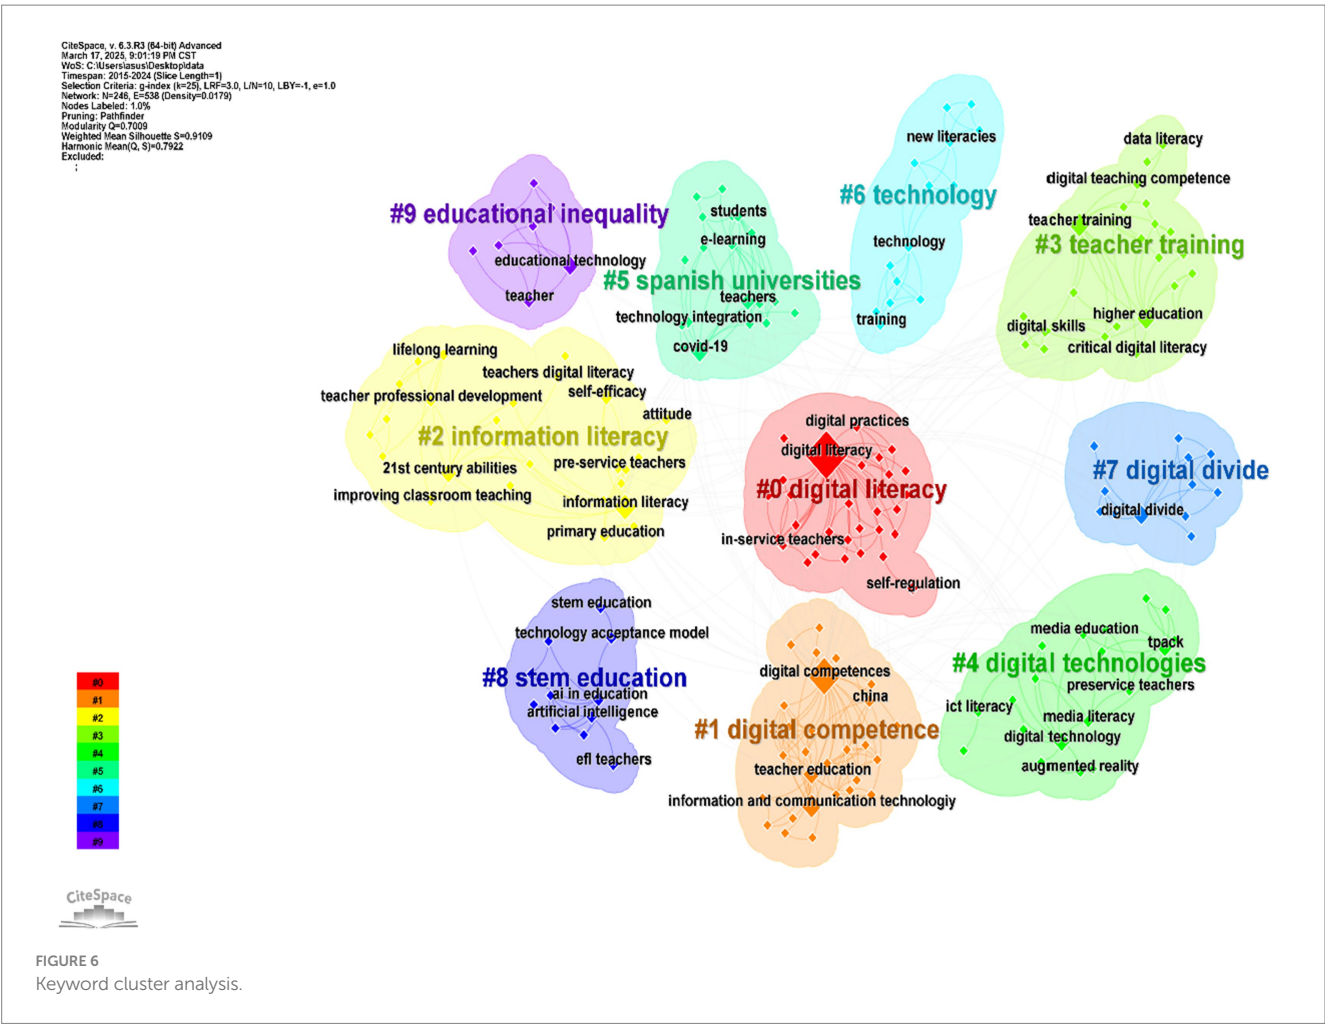 CiteSpace, v. 6.3.R3 (64-bit) Advanced
March 17, 2025, 9:01:19 PM CST
WoS: C:\Users\asus\Desktop\data
Timespan: 2015-2024 (Slice Length=1)
Selection Criteria: g-index (k=25), LRF=3.0, L/N=10, LBY=-1, e=1.0
Network: N=246, E=538 (Density=0.0179)
Nodes Labeled: 1.0%
Pruning: Pathfinder
Modularity Q=0.7009
Weighted Mean Silhouette S=0.9109
Harmonic Mean(Q, S)=0.7922
Excluded:
;
#9 educational inequality
educational technology
teacher
students
e-learning
#5 spanish universities
teachers
technology integration
covid-19
new literacies
#6 technology
technology
training
data literacy
digital teaching competence
teacher training
#3 teacher training
higher education
digital skills
critical digital literacy
lifelong learning
teachers digital literacy
self-efficacy
teacher professional development
attitude
#2 information literacy
pre-service teachers
21st century abilities
improving classroom teaching
information literacy
primary education
digital practices
digital literacy
#0 digital literacy
in-service teachers
self-regulation
#7 digital divide
digital divide
stem education
technology acceptance model
#8 stem education
ai in education
artificial intelligence
efl teachers
digital competences
china
#1 digital competence
teacher education
information and communication technologiy
media education
tpack
#4 digital technologies
preservice teachers
ict literacy
media literacy
digital technology
augmented reality
#0
#1
#2
#3
#4
#5
#6
#7
#8
#9
CiteSpace
FIGURE 6
Keyword cluster analysis.